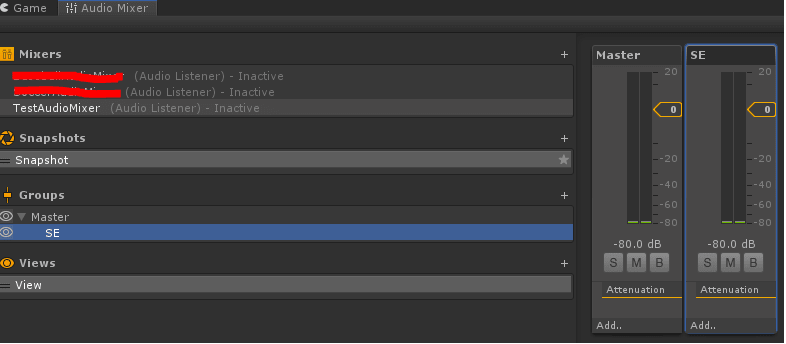 Game Audio Mixer
Mixers +
(Audio Listener) - Inactive
(Audio Listener) - Inactive
TestAudioMixer (Audio Listener) - Inactive
Snapshots +
Snapshot
Groups +
Master
SE
Views +
View
Master
20
0
-20
-40
-60
-80
-80.0 dB
S M B
Attenuation
Add..
SE
20
0
-20
-40
-60
-80
-80.0 dB
S M B
Attenuation
Add..